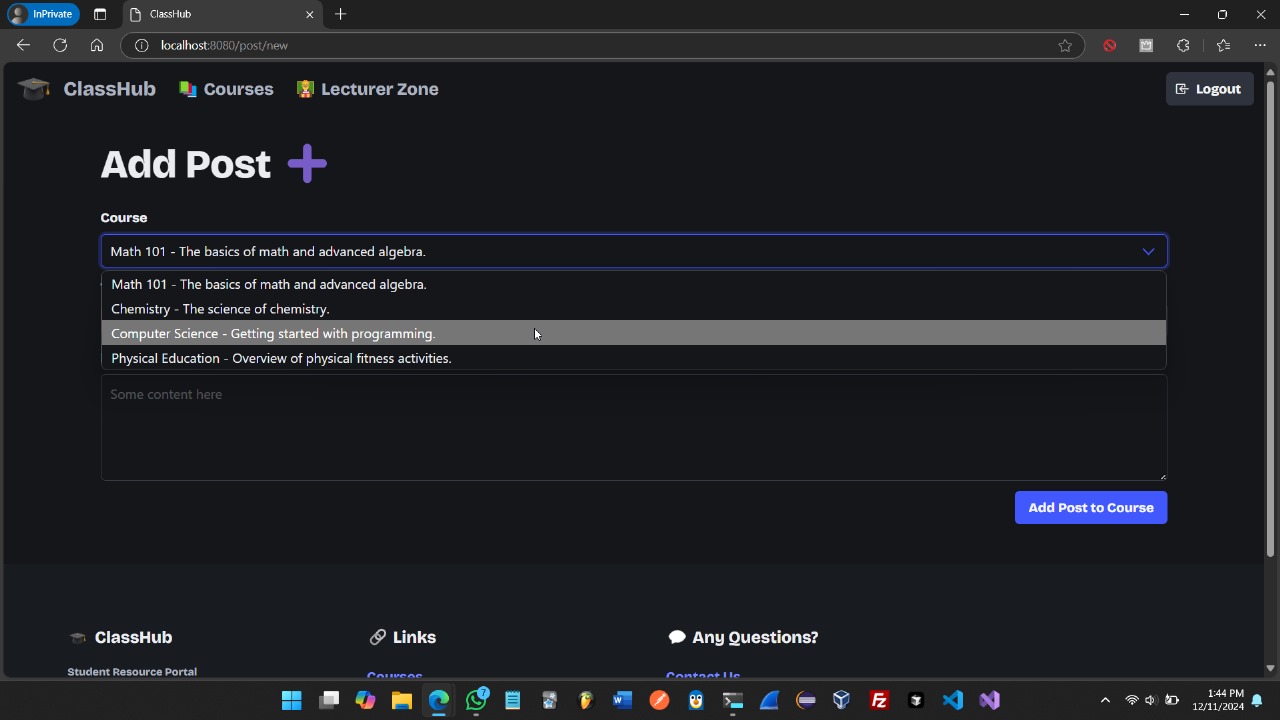 InPrivate
ClassHub
localhost:8080/post/new
ClassHub
Courses
Lecturer Zone
Logout
Add Post
Course
Math 101 - The basics of math and advanced algebra.
Math 101 - The basics of math and advanced algebra.
Chemistry - The science of chemistry.
Computer Science - Getting started with programming.
Physical Education - Overview of physical fitness activities.
Some content here
Add Post to Course
ClassHub
Links
Any Questions?
Student Resource Portal
Courses
Contact Us
7
1:44 PM
12/11/2024